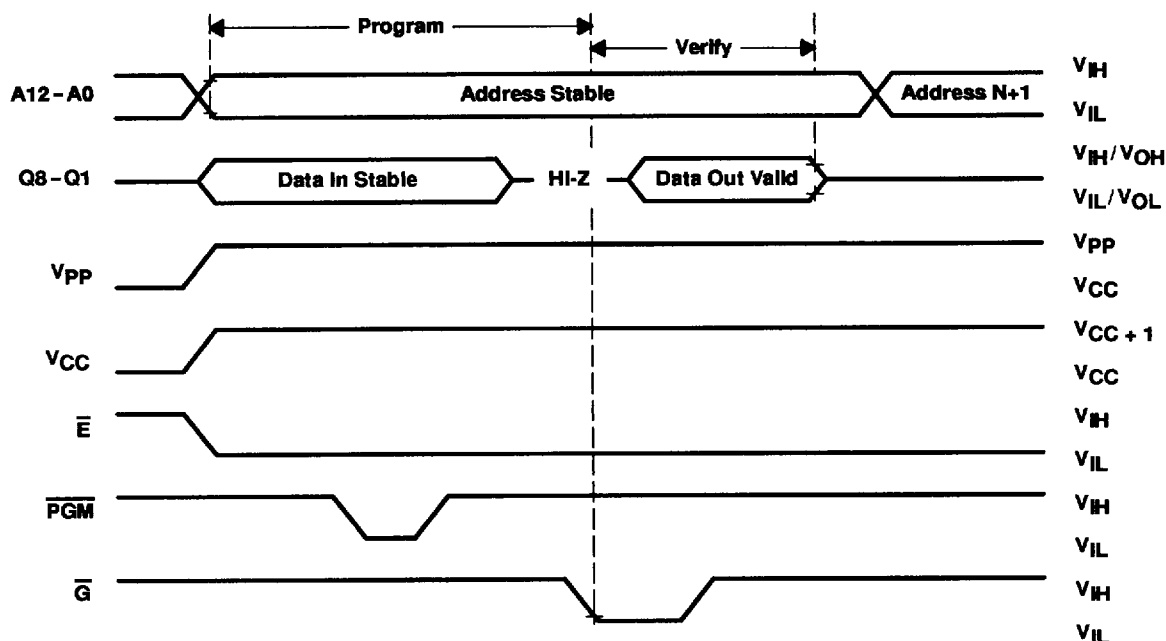 Program
Verify
A12–A0 Address Stable Address N+1 VIH
VIL
Q8–Q1 Data In Stable HI-Z Data Out Valid VIH/VOH
VIL/VOL
VPP VPP
VCC
VCC VCC + 1
VCC
E̅ VIH
VIL
P̅G̅M̅ VIH
VIL
G̅ VIH
VIL